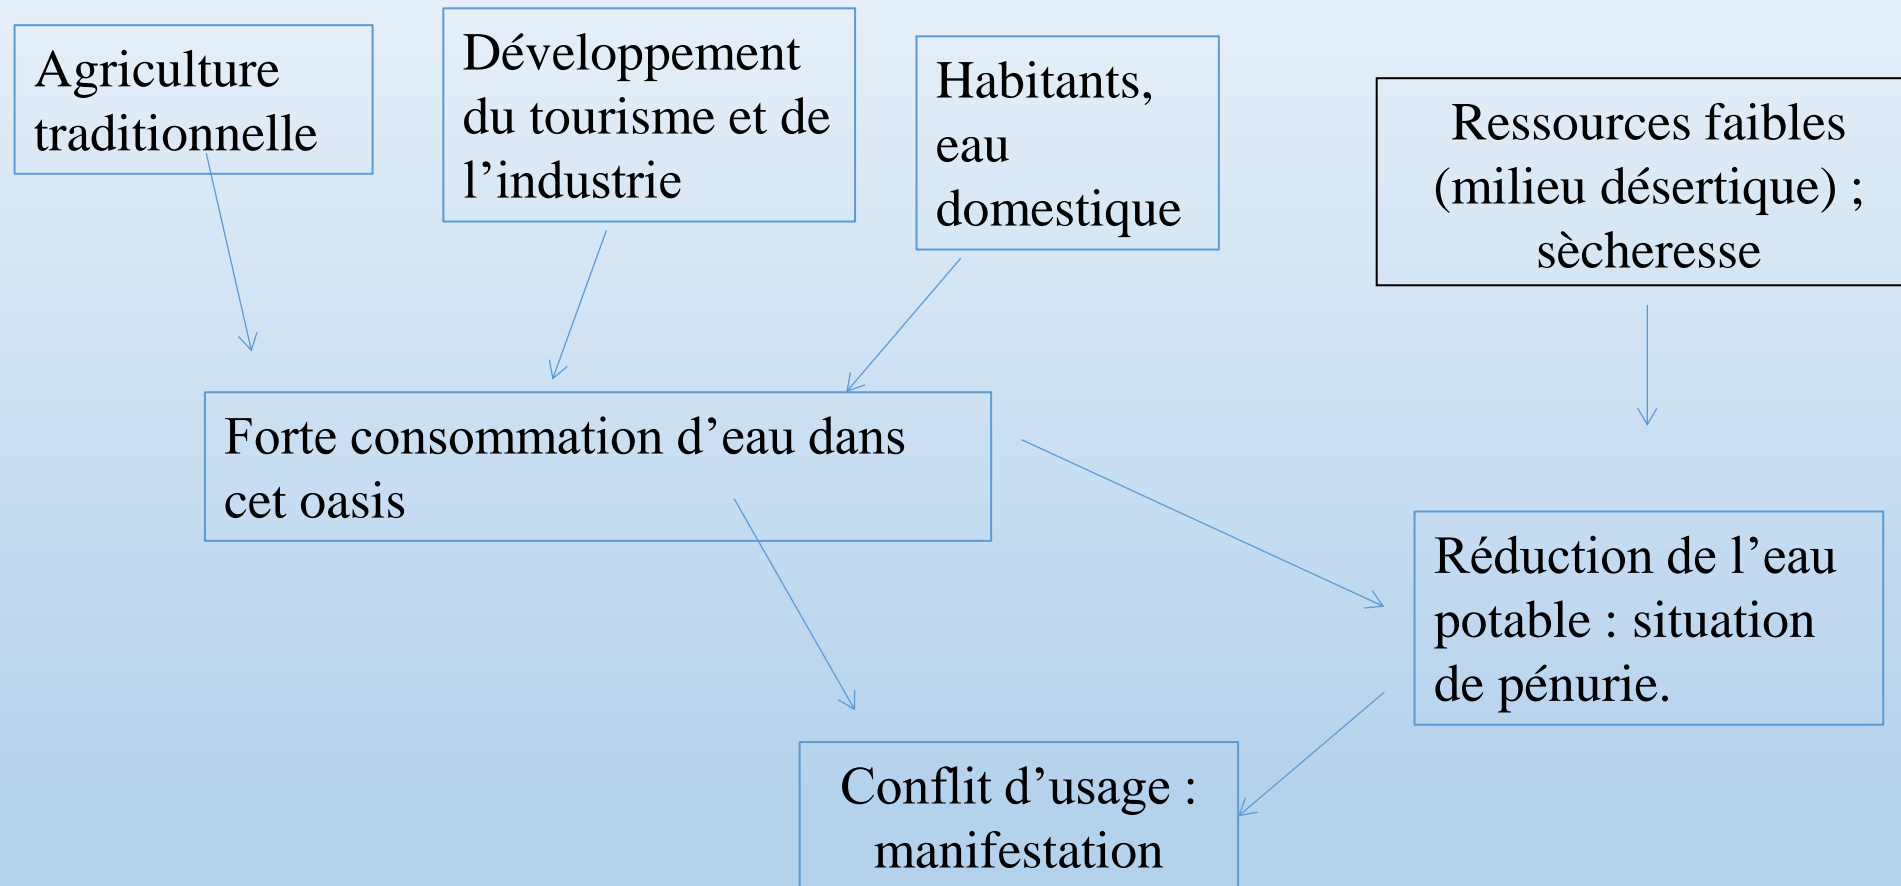 Agriculture
traditionnelle
Développement
du tourisme et de
l’industrie
Habitants,
eau
domestique
Ressources faibles
(milieu désertique) ;
sècheresse
Forte consommation d’eau dans
cet oasis
Réduction de l’eau
potable : situation
de pénurie.
Conflit d’usage :
manifestation